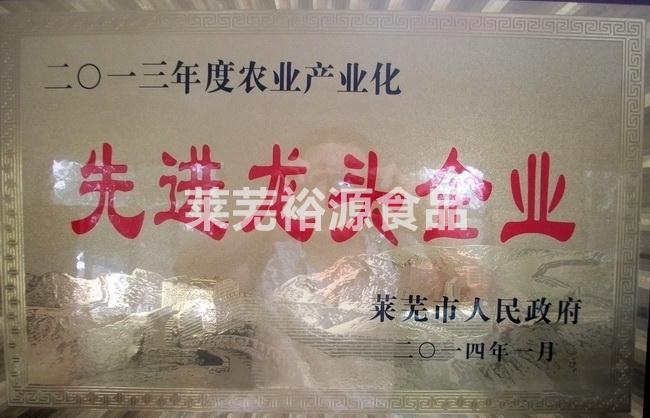 二〇一三年度农业产业化
先进龙头企业
莱芜裕源食品
莱芜市人民政府
二〇一四年一月